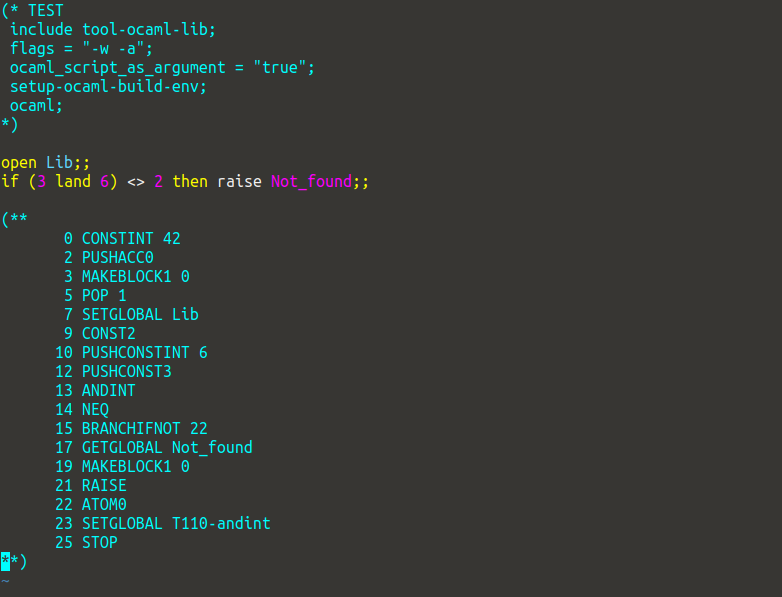 (* TEST
 include tool-ocaml-lib;
 flags = "-w -a";
 ocaml_script_as_argument = "true";
 setup-ocaml-build-env;
 ocaml;
*)

open Lib;;
if (3 land 6) <> 2 then raise Not_found;;

(**
       0 CONSTINT 42
       2 PUSHACC0
       3 MAKEBLOCK1 0
       5 POP 1
       7 SETGLOBAL Lib
       9 CONST2
      10 PUSHCONSTINT 6
      12 PUSHCONST3
      13 ANDINT
      14 NEQ
      15 BRANCHIFNOT 22
      17 GETGLOBAL Not_found
      19 MAKEBLOCK1 0
      21 RAISE
      22 ATOM0
      23 SETGLOBAL T110-andint
      25 STOP
**)
~